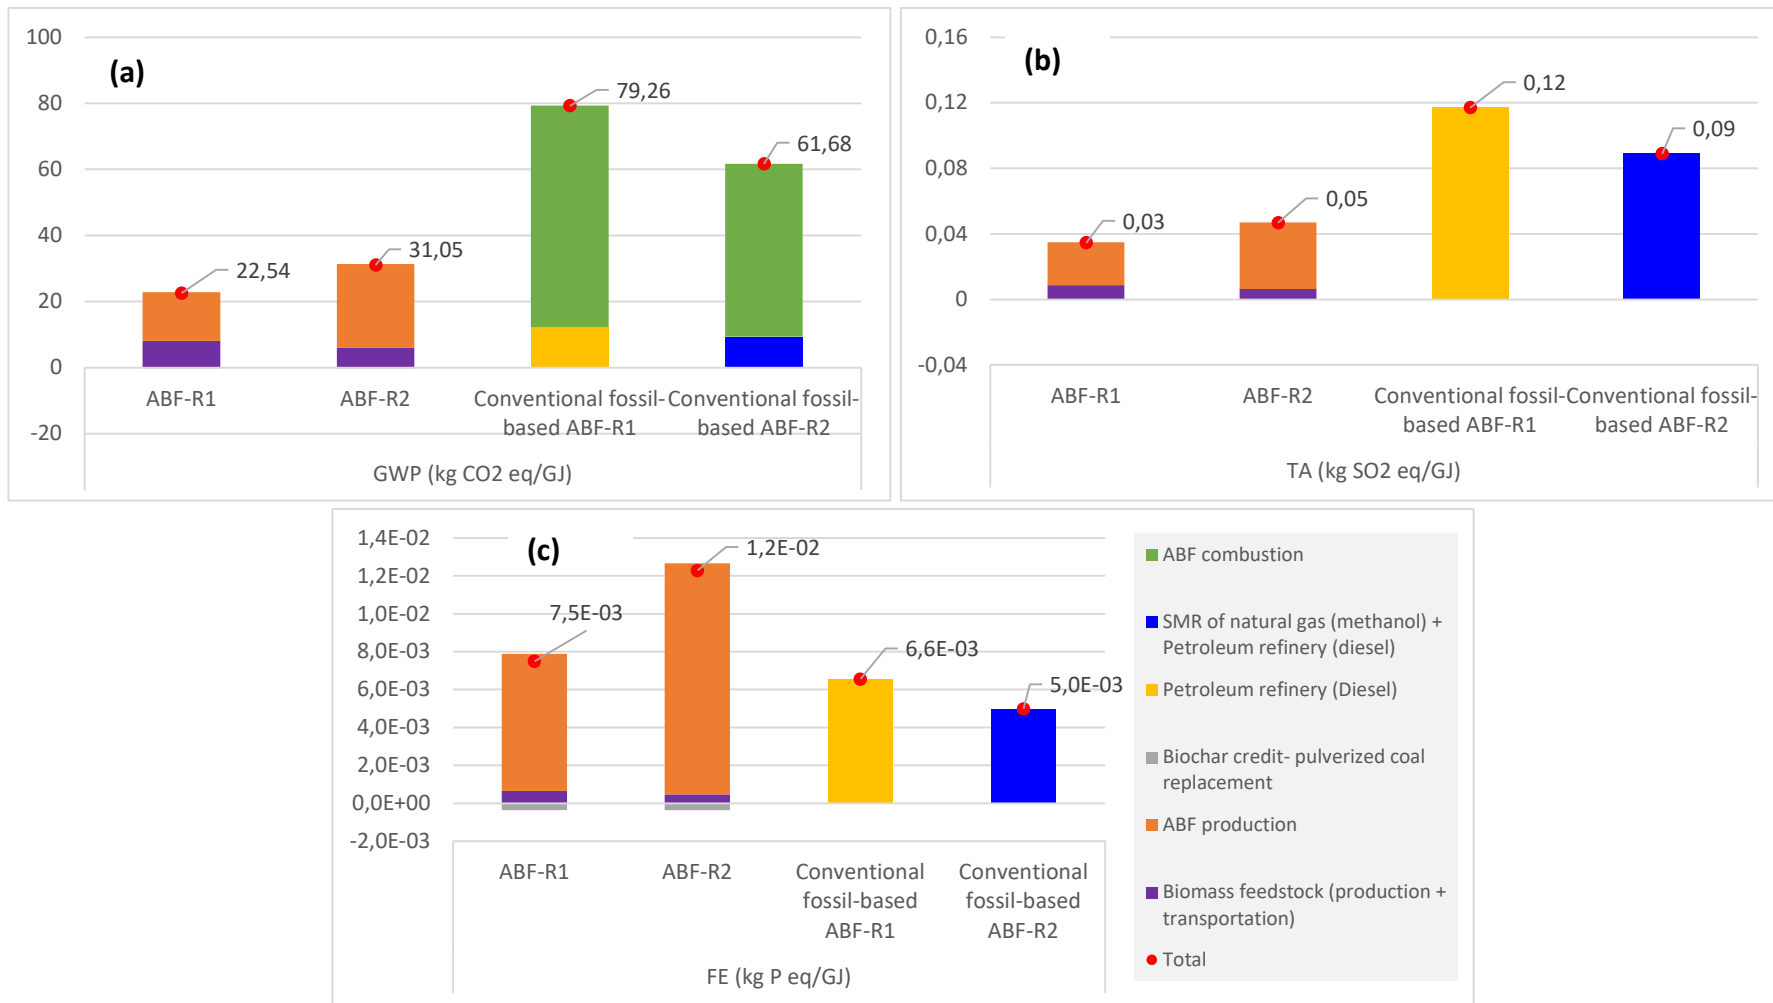 (a)
100
80
60
40
20
0
-20
79,26
61,68
22,54
31,05
ABF-R1
ABF-R2
Conventional fossil-
based ABF-R1
Conventional fossil-
based ABF-R2
GWP (kg CO2 eq/GJ)
(b)
0,16
0,12
0,08
0,04
0
-0,04
0,12
0,09
0,03
0,05
ABF-R1
ABF-R2
Conventional fossil-
based ABF-R1
Conventional fossil-
based ABF-R2
TA (kg SO2 eq/GJ)
(c)
1,4E-02
1,2E-02
1,0E-02
8,0E-03
6,0E-03
4,0E-03
2,0E-03
0,0E+00
-2,0E-03
1,2E-02
7,5E-03
6,6E-03
5,0E-03
ABF-R1
ABF-R2
Conventional
fossil-based
ABF-R1
Conventional
fossil-based
ABF-R2
FE (kg P eq/GJ)
ABF combustion
SMR of natural gas (methanol) +
Petroleum refinery (diesel)
Petroleum refinery (Diesel)
Biochar credit- pulverized coal
replacement
ABF production
Biomass feedstock (production +
transportation)
Total